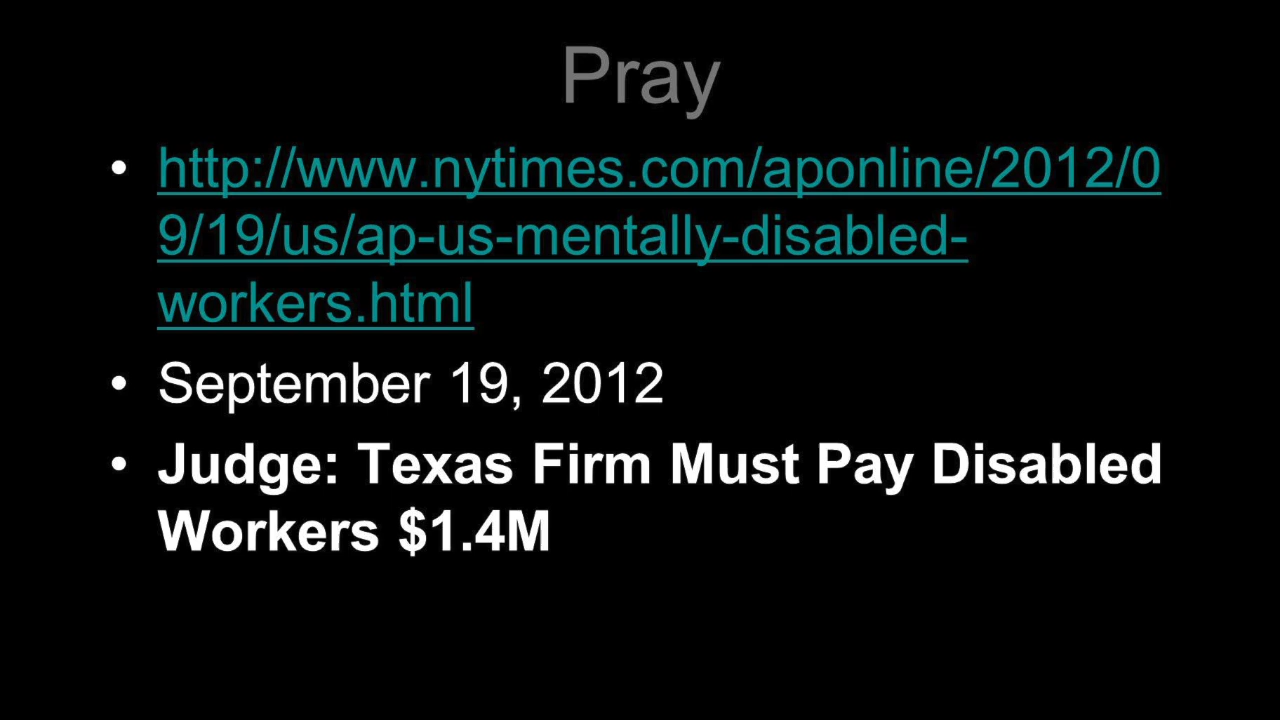 Pray
• http://www.nytimes.com/aponline/2012/0
9/19/us/ap-us-mentally-disabled-
workers.html
• September 19, 2012
• Judge: Texas Firm Must Pay Disabled
Workers $1.4M